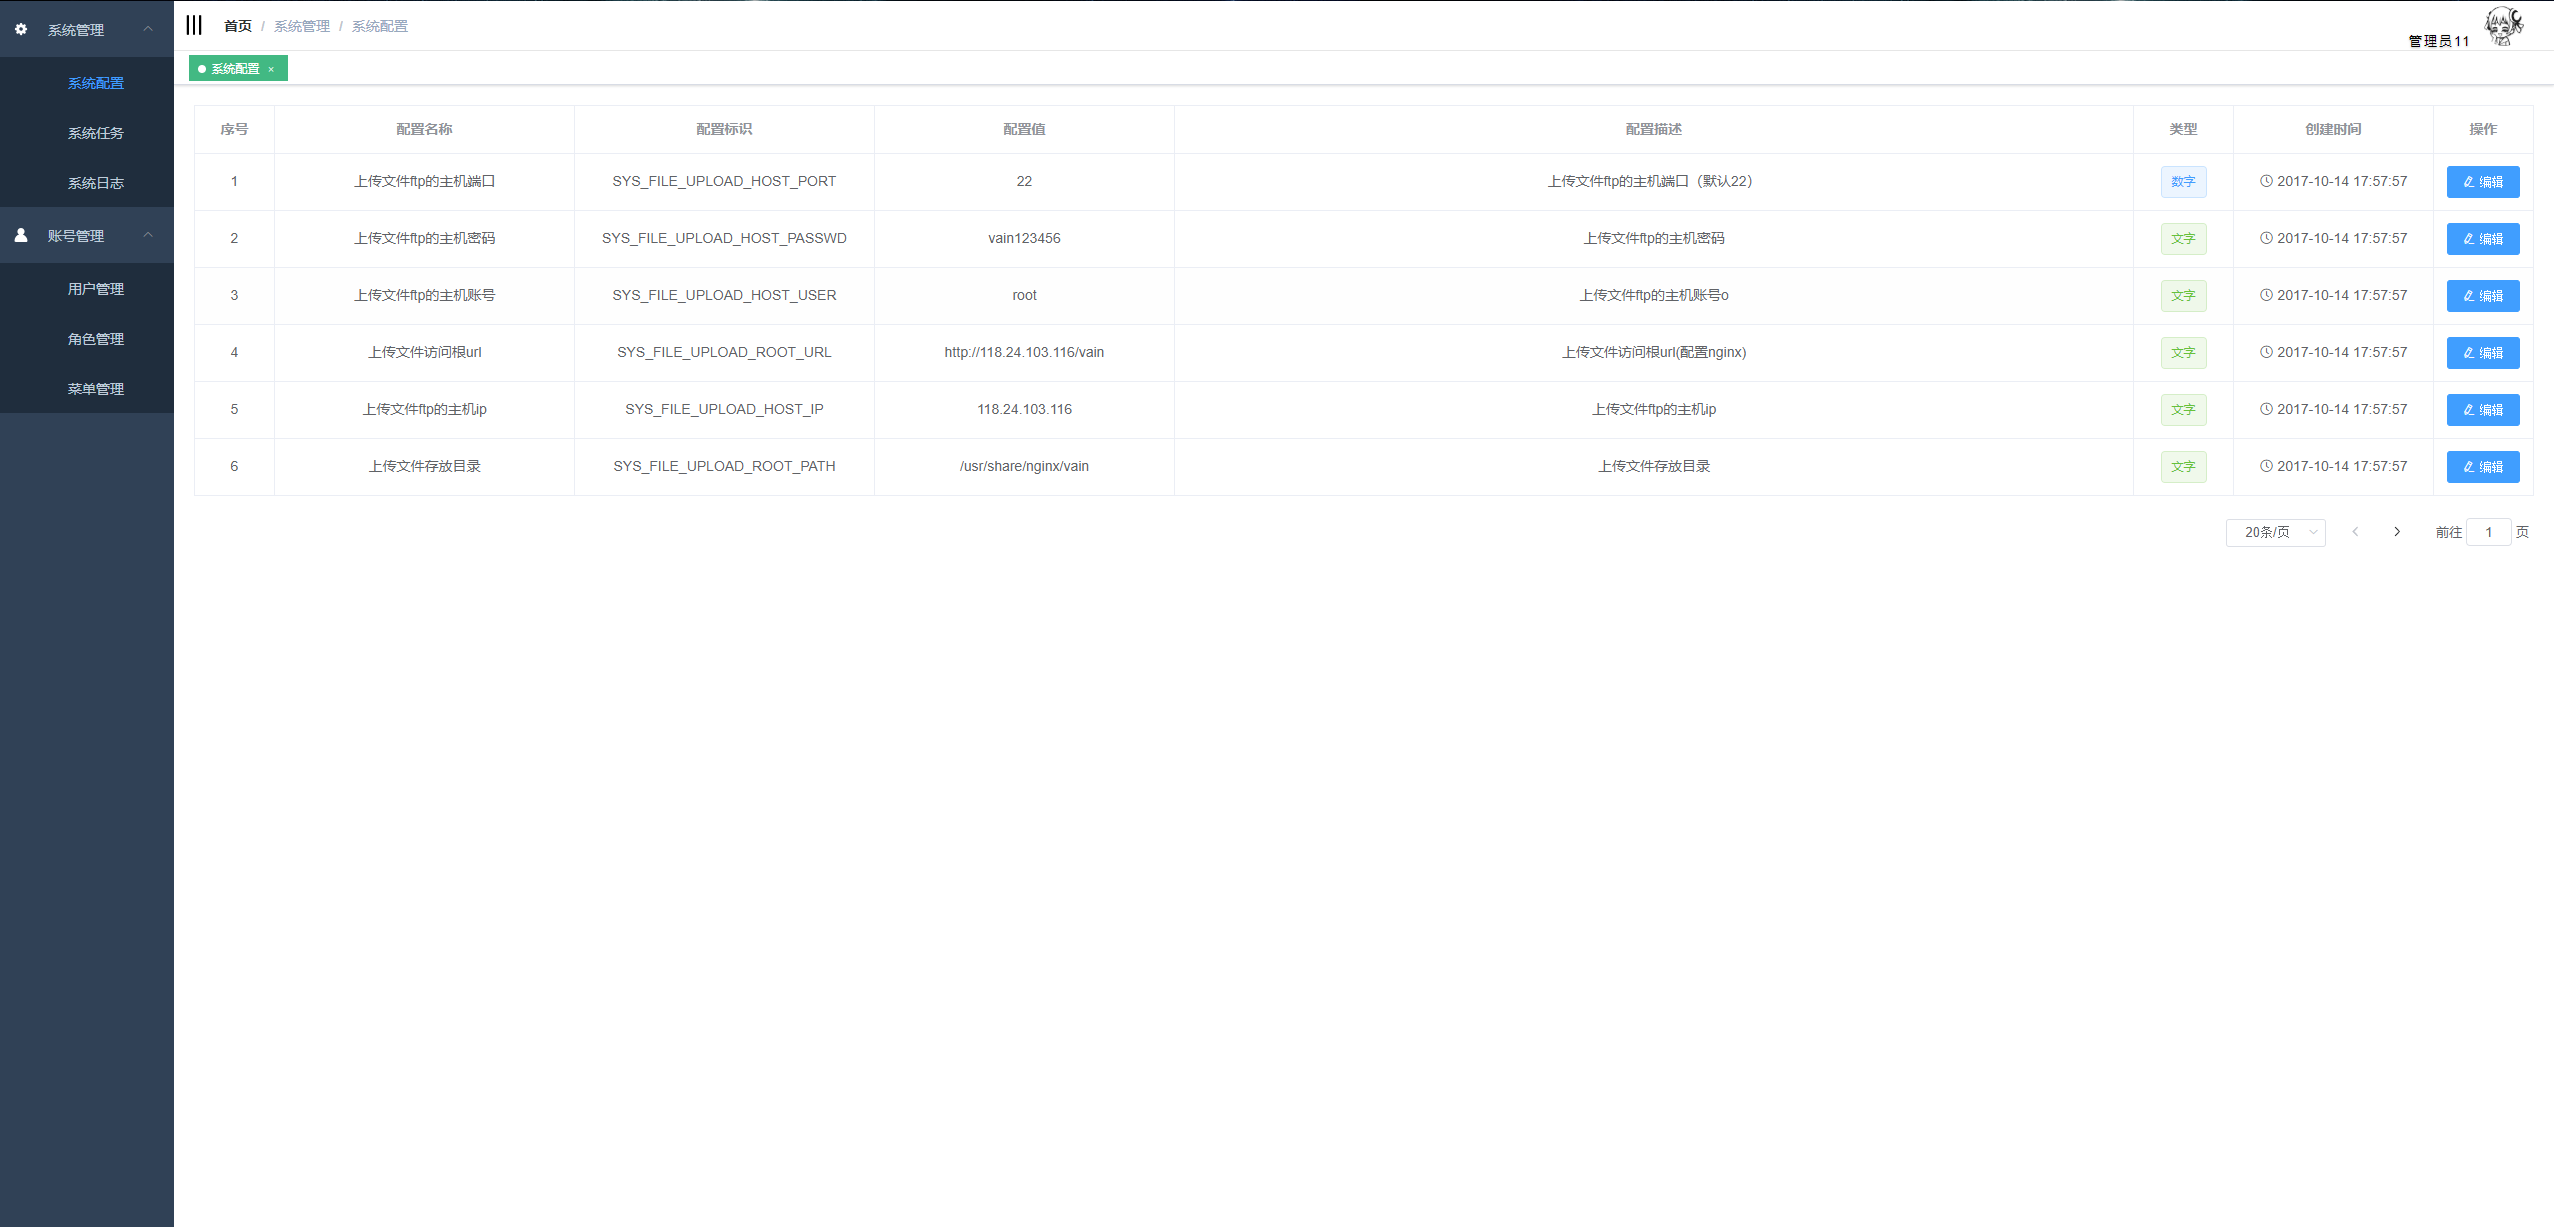 系统管理
系统配置
系统任务
系统日志
账号管理
用户管理
角色管理
菜单管理
首页 / 系统管理 / 系统配置
管理员11
系统配置 ×
序号 配置名称 配置标识 配置值 配置描述 类型 创建时间 操作
1 上传文件ftp的主机端口 SYS_FILE_UPLOAD_HOST_PORT 22 上传文件ftp的主机端口（默认22） 数字 2017-10-14 17:57:57 编辑
2 上传文件ftp的主机密码 SYS_FILE_UPLOAD_HOST_PASSWD vain123456 上传文件ftp的主机密码 文字 2017-10-14 17:57:57 编辑
3 上传文件ftp的主机账号 SYS_FILE_UPLOAD_HOST_USER root 上传文件ftp的主机账号o 文字 2017-10-14 17:57:57 编辑
4 上传文件访问根url SYS_FILE_UPLOAD_ROOT_URL http://118.24.103.116/vain 上传文件访问根url(配置nginx) 文字 2017-10-14 17:57:57 编辑
5 上传文件ftp的主机ip SYS_FILE_UPLOAD_HOST_IP 118.24.103.116 上传文件ftp的主机ip 文字 2017-10-14 17:57:57 编辑
6 上传文件存放目录 SYS_FILE_UPLOAD_ROOT_PATH /usr/share/nginx/vain 上传文件存放目录 文字 2017-10-14 17:57:57 编辑
20条/页 前往 1 页